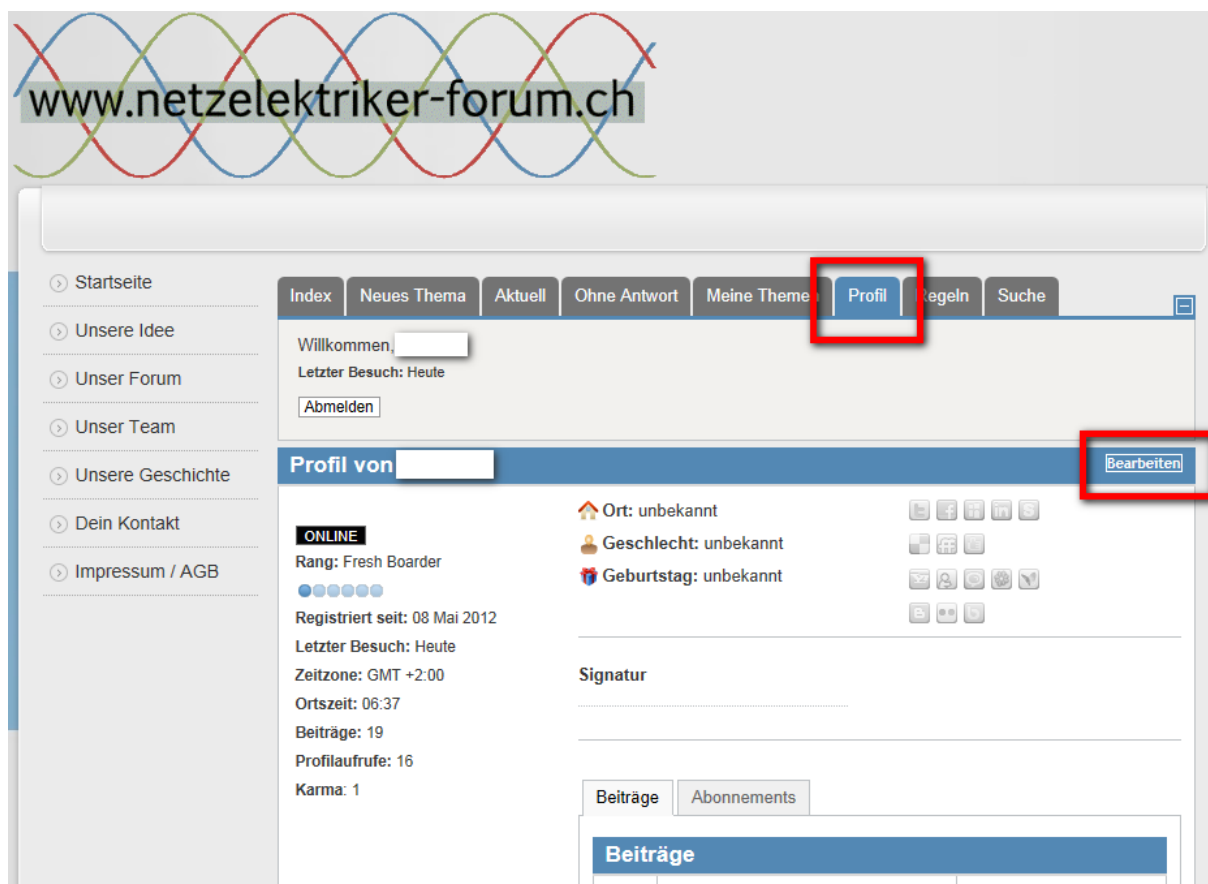 www.netzelektriker-forum.ch
Startseite
Unsere Idee
Unser Forum
Unser Team
Unsere Geschichte
Dein Kontakt
Impressum / AGB
Index Neues Thema Aktuell Ohne Antwort Meine Themen Profil Regeln Suche
Willkommen,
Letzter Besuch: Heute
Abmelden
Profil von Bearbeiten
ONLINE
Rang: Fresh Boarder
Registriert seit: 08 Mai 2012
Letzter Besuch: Heute
Zeitzone: GMT +2:00
Ortszeit: 06:37
Beiträge: 19
Profilaufrufe: 16
Karma: 1
Ort: unbekannt
Geschlecht: unbekannt
Geburtstag: unbekannt
Signatur
Beiträge Abonnements
Beiträge